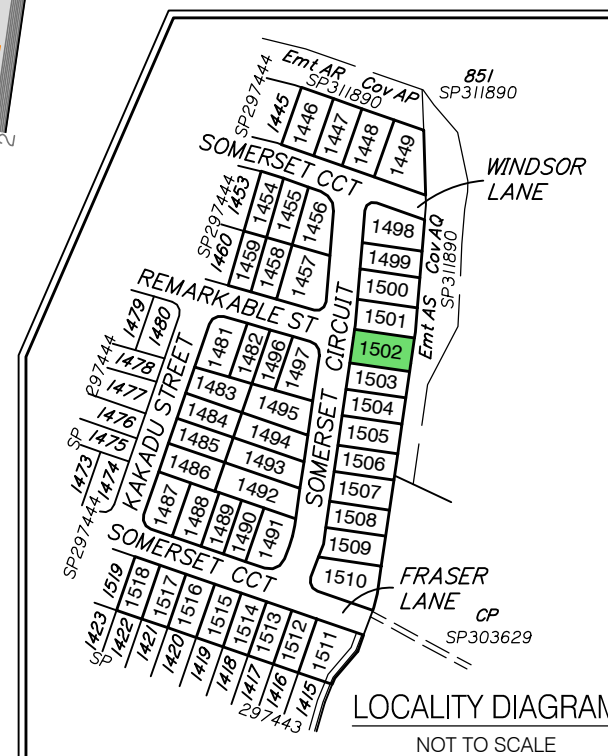 2
Emt AR
Cov AP
SP311890
851
SP311890
SP297444
1445
1446
1447
1448
1449
SOMERSET CCT
WINDSOR
LANE
SP297444
1453
1454
1455
1456
1460
1459
1458
1457
1498
1499
1500
1501
1502
1503
1504
1505
1506
1507
1508
1509
1510
Emt AS
Cov AQ
SP311890
REMARKABLE ST
SOMERSET CIRCUIT
KAKADU STREET
1479
1480
1478
1477
1476
1475
1473
1474
SP
297444
SP297444
1481
1482
1496
1497
1483
1495
1484
1494
1485
1493
1486
1492
1487
1488
1489
1490
1491
SOMERSET CCT
FRASER
LANE
CP
SP303629
1519
1518
1517
1516
1515
1514
1513
1512
1511
1423
1422
1421
1420
1419
1418
1417
1416
1415
SP
297443
LOCALITY DIAGRAM
NOT TO SCALE